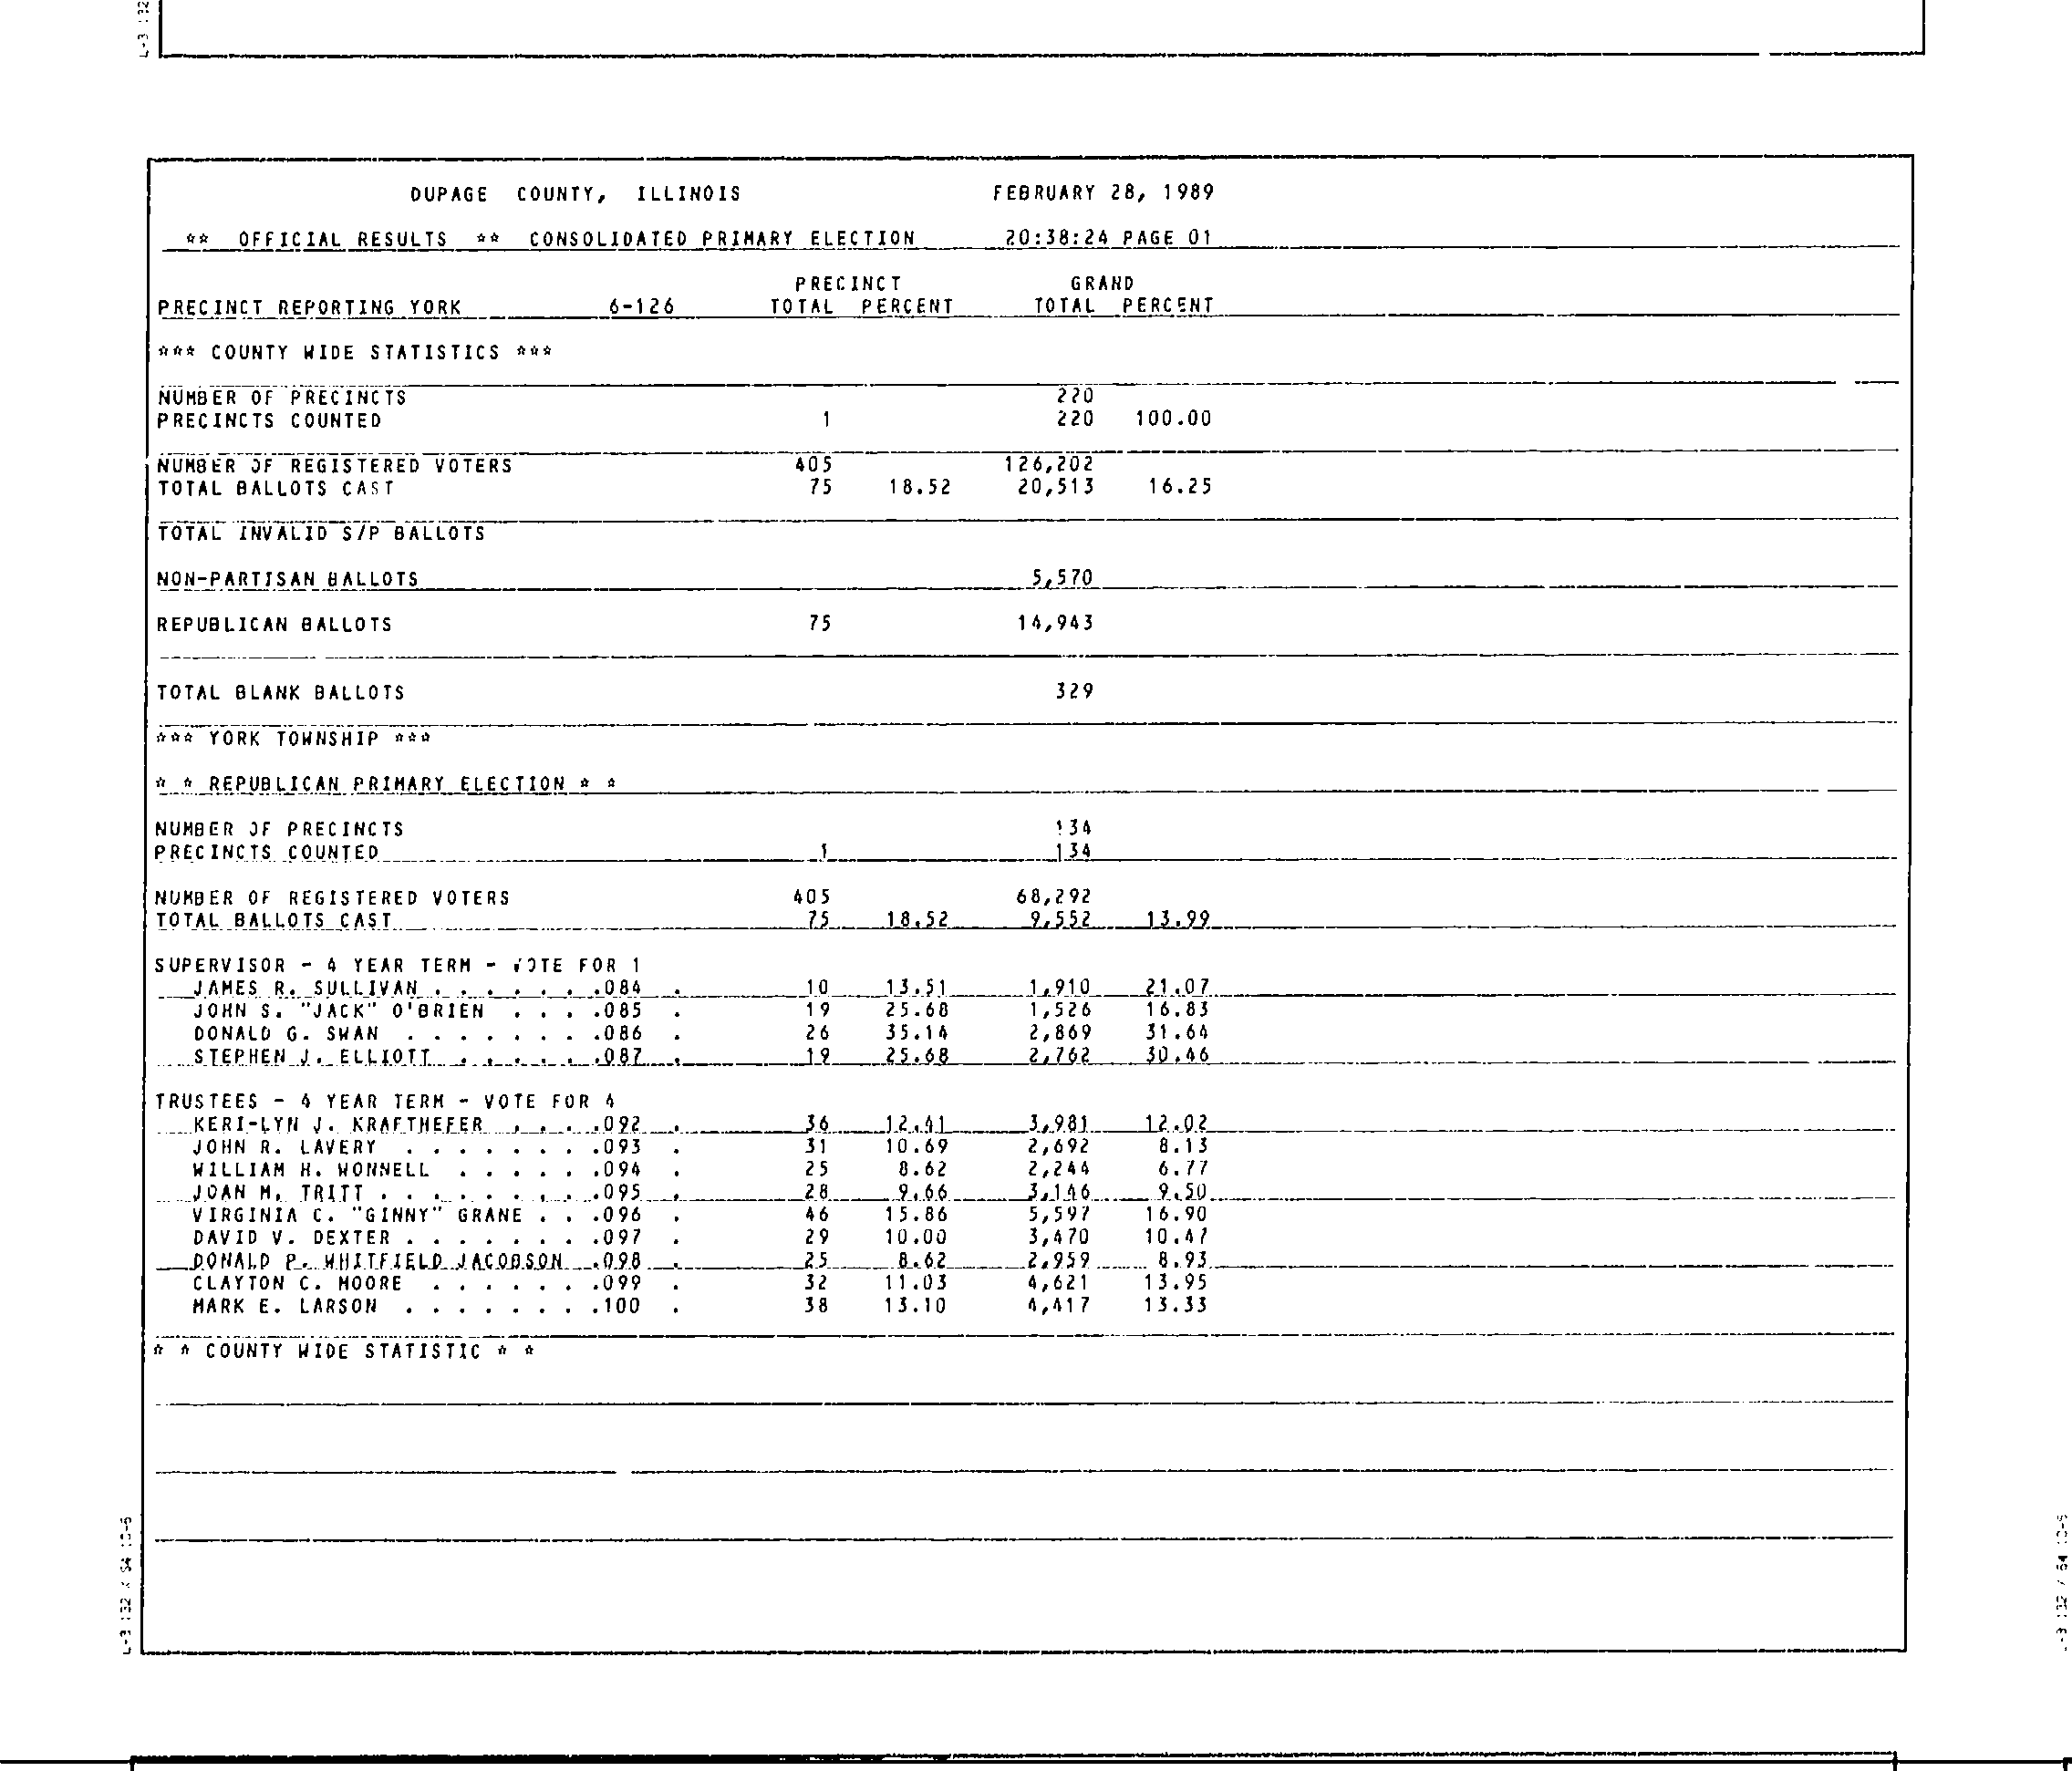 DUPAGE COUNTY, ILLINOIS FEBRUARY 28, 1989
** OFFICIAL RESULTS ** CONSOLIDATED PRIMARY ELECTION 20:38:24 PAGE 01
PRECINCT GRAND
PRECINCT REPORTING YORK 6-126 TOTAL PERCENT TOTAL PERCENT
*** COUNTY WIDE STATISTICS ***
NUMBER OF PRECINCTS 220
PRECINCTS COUNTED 1 220 100.00
NUMBER OF REGISTERED VOTERS 405 126,202
TOTAL BALLOTS CAST 75 18.52 20,513 16.25
TOTAL INVALID S/P BALLOTS
NON-PARTISAN BALLOTS 5,570
REPUBLICAN BALLOTS 75 14,943
TOTAL BLANK BALLOTS 329
*** YORK TOWNSHIP ***
* * REPUBLICAN PRIMARY ELECTION * *
NUMBER OF PRECINCTS 134
PRECINCTS COUNTED 1 134
NUMBER OF REGISTERED VOTERS 405 68,292
TOTAL BALLOTS CAST 75 18.52 9,552 13.99
SUPERVISOR - 4 YEAR TERM - VOTE FOR 1
JAMES R. SULLIVAN . . . . . . .084 . 10 13.51 1,910 21.07
JOHN S. "JACK" O'BRIEN . . . .085 . 19 25.68 1,526 16.83
DONALD G. SWAN . . . . . . . .086 . 26 35.14 2,869 31.64
STEPHEN J. ELLIOTT . . . . . .087 . 19 25.68 2,762 30.46
TRUSTEES - 4 YEAR TERM - VOTE FOR 4
KERI-LYN J. KRAFTHEFER . . . .092 . 36 12.41 3,981 12.02
JOHN R. LAVERY . . . . . . . .093 . 31 10.69 2,692 8.13
WILLIAM H. WONNELL . . . . . .094 . 25 8.62 2,244 6.77
JOAN M. TRITT . . . . . . . . .095 . 28 9.66 3,146 9.50
VIRGINIA C. "GINNY" GRANE . . .096 . 46 15.86 5,597 16.90
DAVID V. DEXTER . . . . . . . .097 . 29 10.00 3,470 10.47
DONALD P. WHITFIELD JACOBSON .098 . 25 8.62 2,959 8.93
CLAYTON C. MOORE . . . . . . .099 . 32 11.03 4,621 13.95
MARK E. LARSON . . . . . . . .100 . 38 13.10 4,417 13.33
* * COUNTY WIDE STATISTIC * *